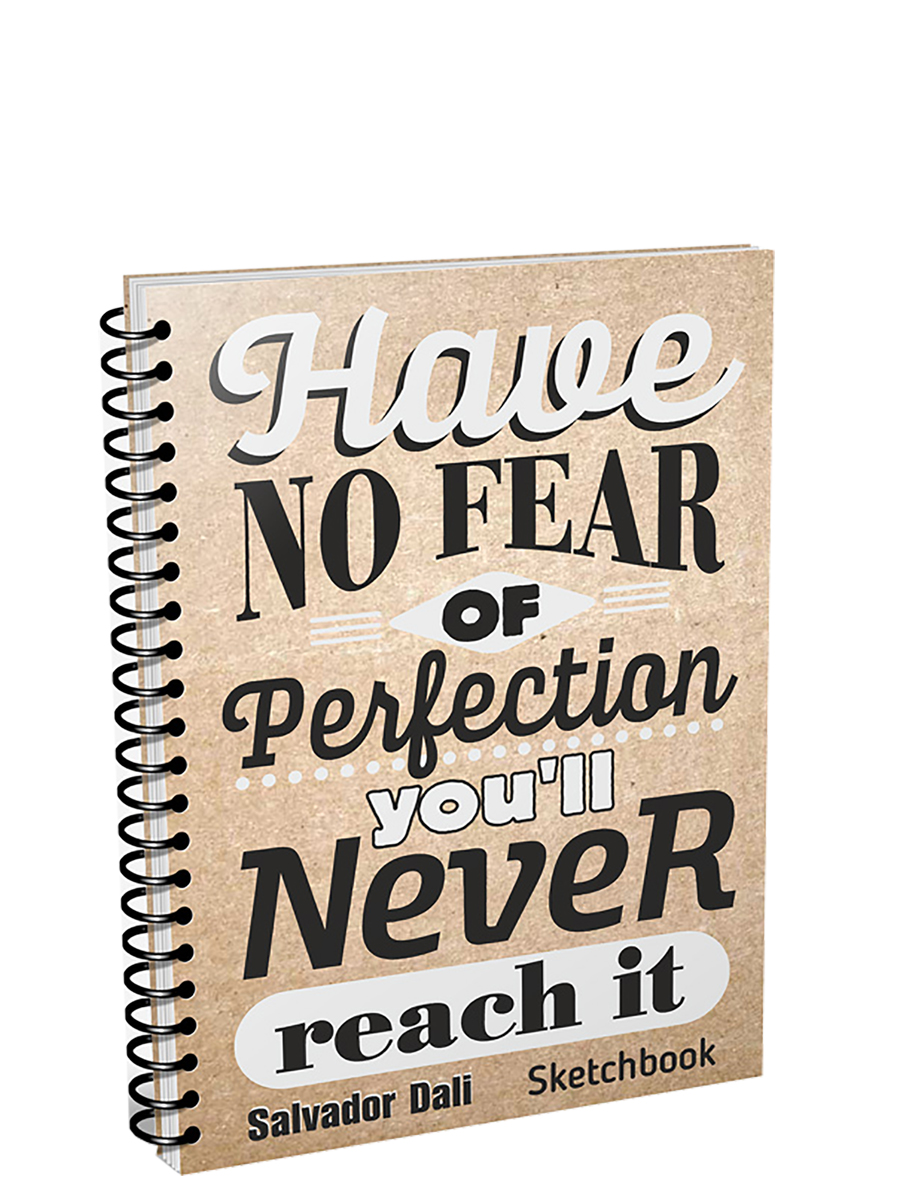 Have
NO FEAR
OF
Perfection
you'll
NeveR
reach it
Salvador Dali
Sketchbook